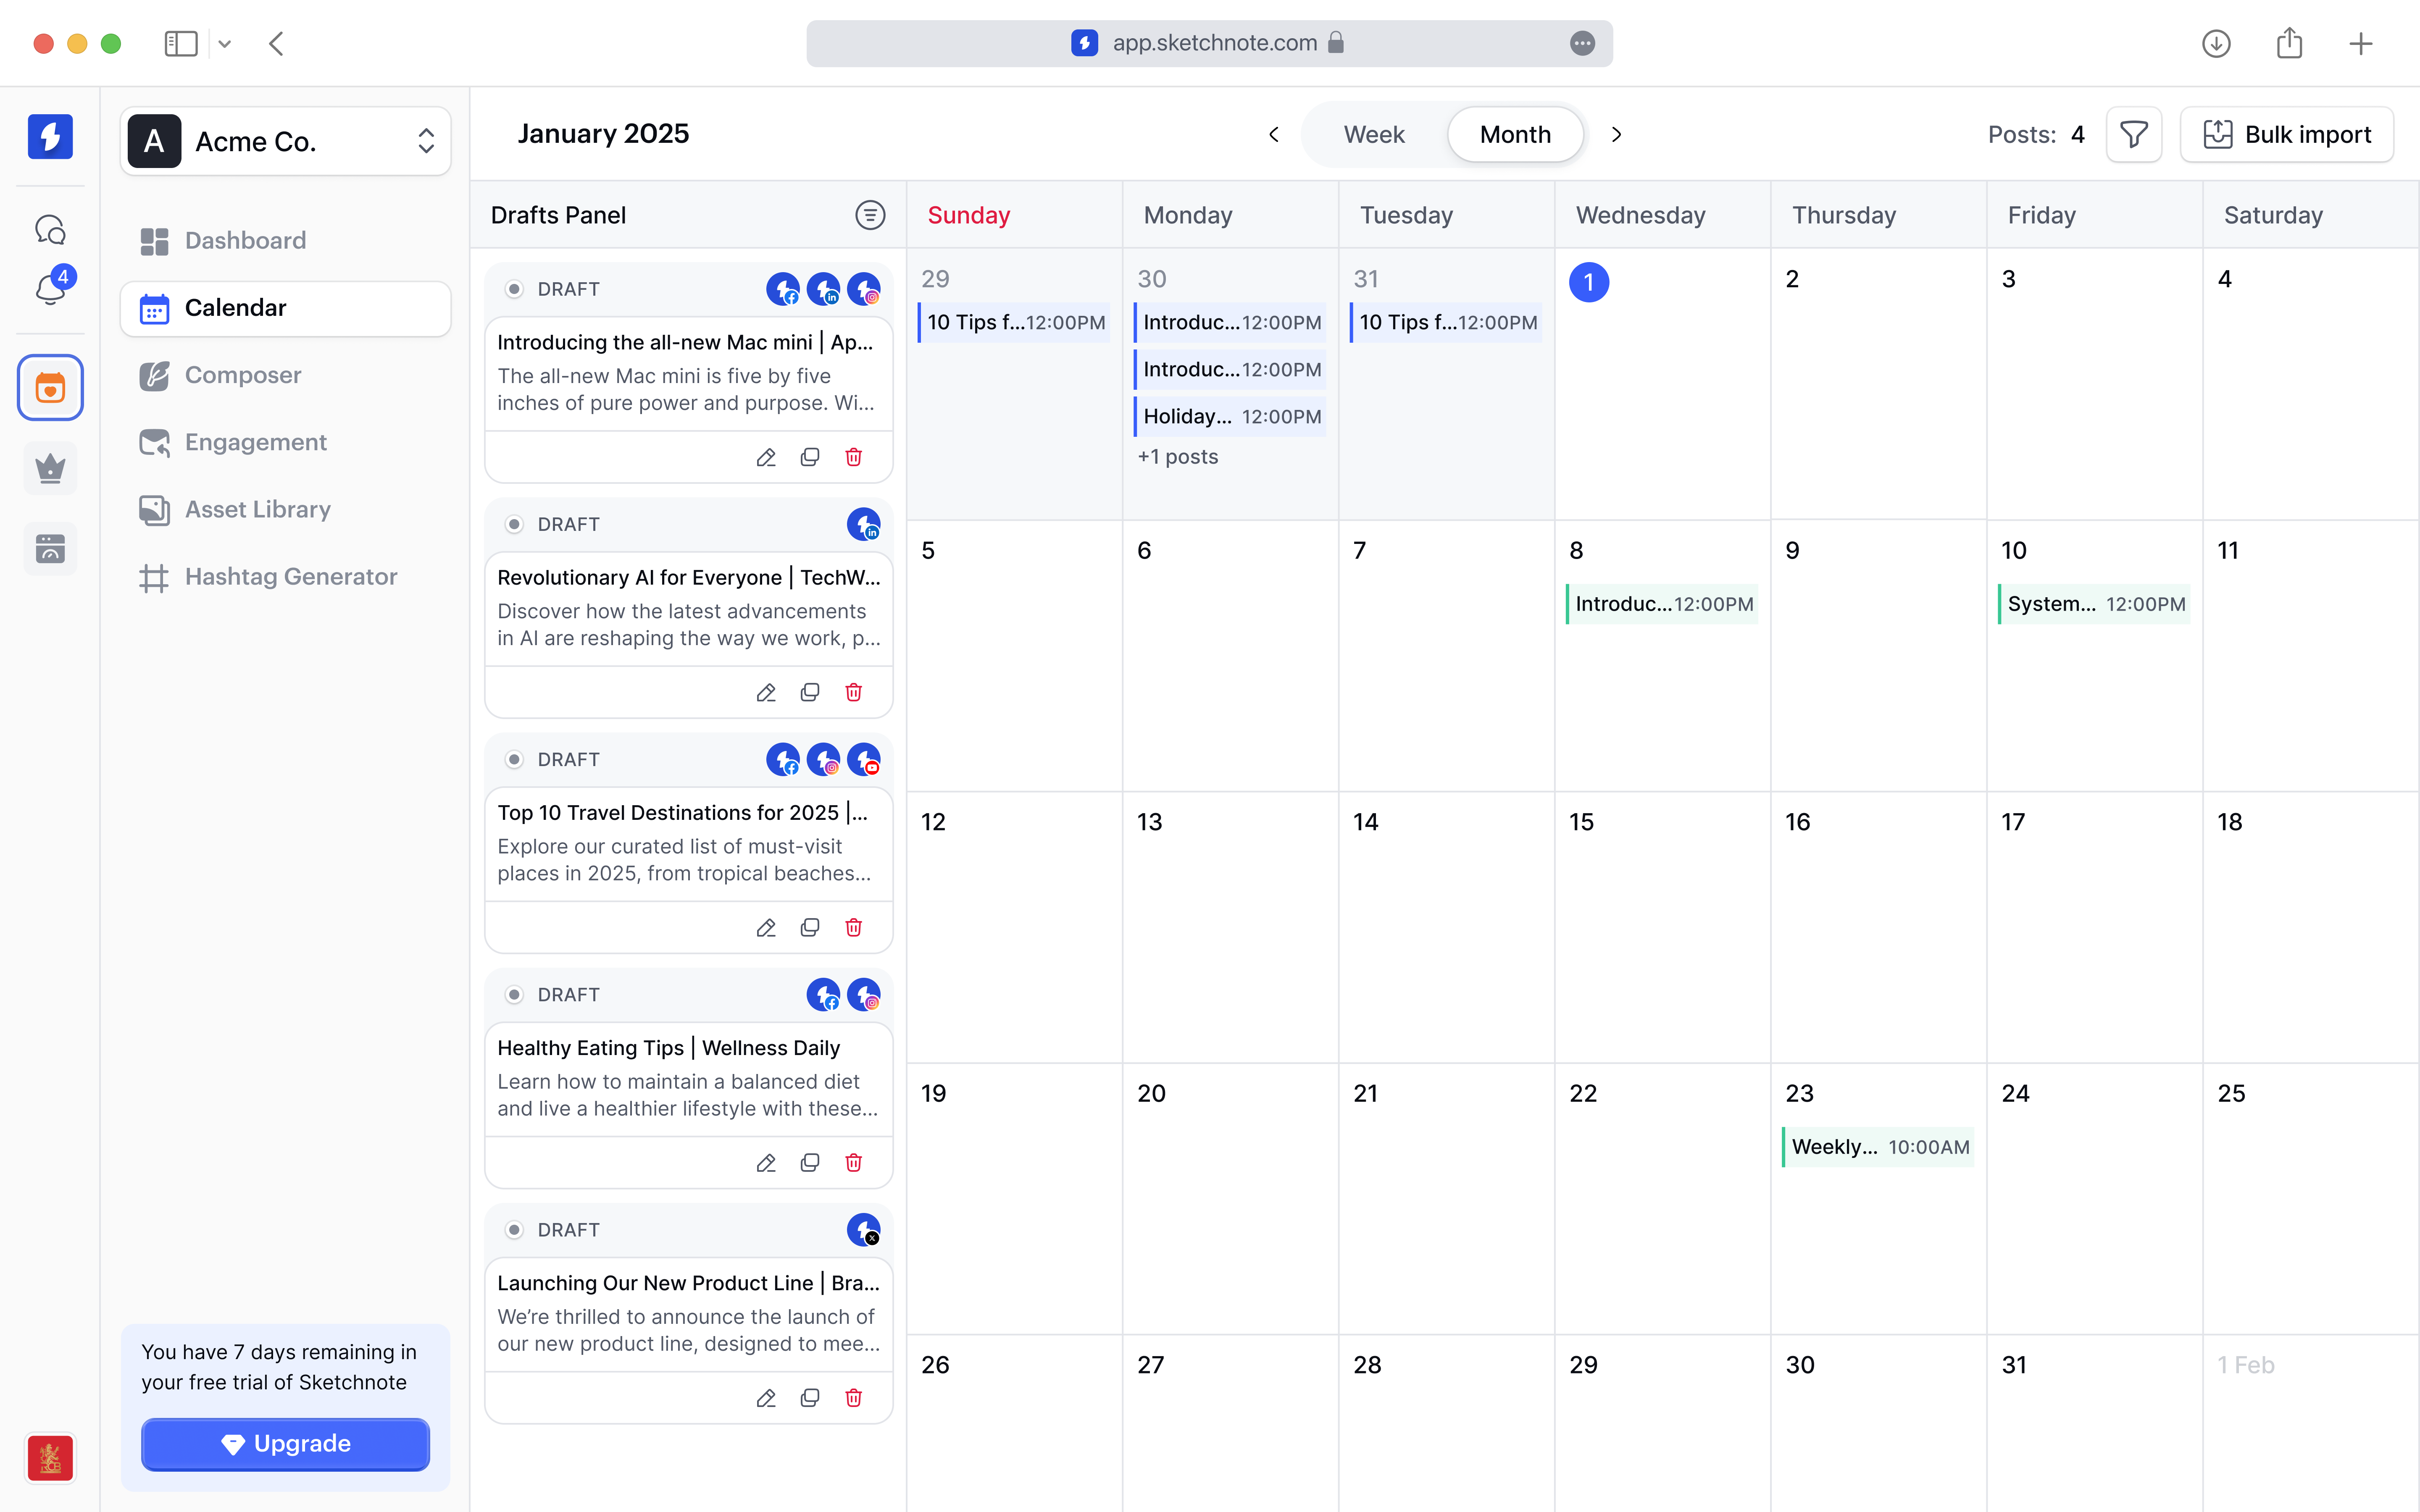 app.sketchnote.com
4
A
Acme Co.
Dashboard
Calendar
Composer
Engagement
Asset Library
Hashtag Generator
You have 7 days remaining in
your free trial of Sketchnote
Upgrade
January 2025
Week
Month
Posts: 4
Bulk import
Drafts Panel
DRAFT
Introducing the all-new Mac mini | Ap...
The all-new Mac mini is five by five
inches of pure power and purpose. Wi...
DRAFT
Revolutionary AI for Everyone | TechW...
Discover how the latest advancements
in AI are reshaping the way we work, p...
DRAFT
Top 10 Travel Destinations for 2025 |...
Explore our curated list of must-visit
places in 2025, from tropical beaches...
DRAFT
Healthy Eating Tips | Wellness Daily
Learn how to maintain a balanced diet
and live a healthier lifestyle with these...
DRAFT
Launching Our New Product Line | Bra...
We’re thrilled to announce the launch of
our new product line, designed to mee...
Sunday Monday Tuesday Wednesday Thursday Friday Saturday
29 30 31 1 2 3 4
10 Tips f...12:00PM Introduc...12:00PM 10 Tips f...12:00PM
Introduc...12:00PM
Holiday... 12:00PM
+1 posts
5 6 7 8 9 10 11
Introduc...12:00PM System... 12:00PM
12 13 14 15 16 17 18
19 20 21 22 23 24 25
Weekly... 10:00AM
26 27 28 29 30 31 1 Feb